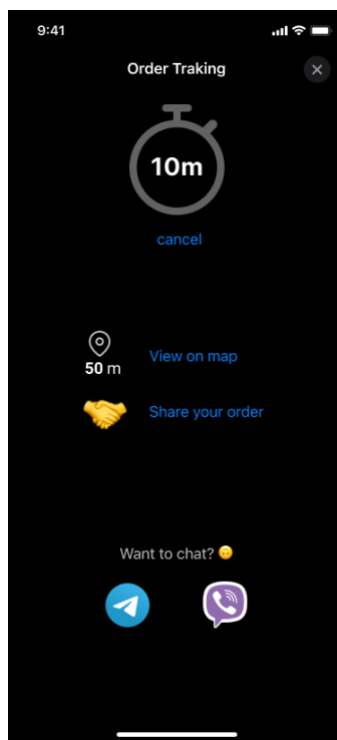 9:41
Order Traking
10m
cancel
50 m
View on map
Share your order
Want to chat? 😊